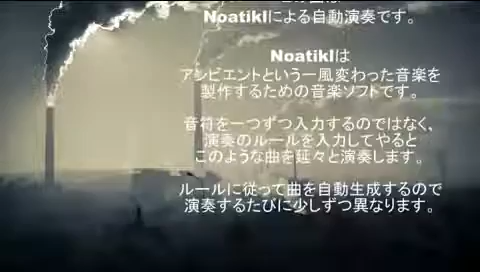 Noatiklによる自動演奏です。
Noatiklは
アンビエントという一風変わった音楽を
製作するための音楽ソフトです。
音符を一つずつ入力するのではなく、
演奏のルールを入力してやると
このような曲を延々と演奏します。
ルールに従って曲を自動生成するので
演奏するたびに少しずつ異なります。